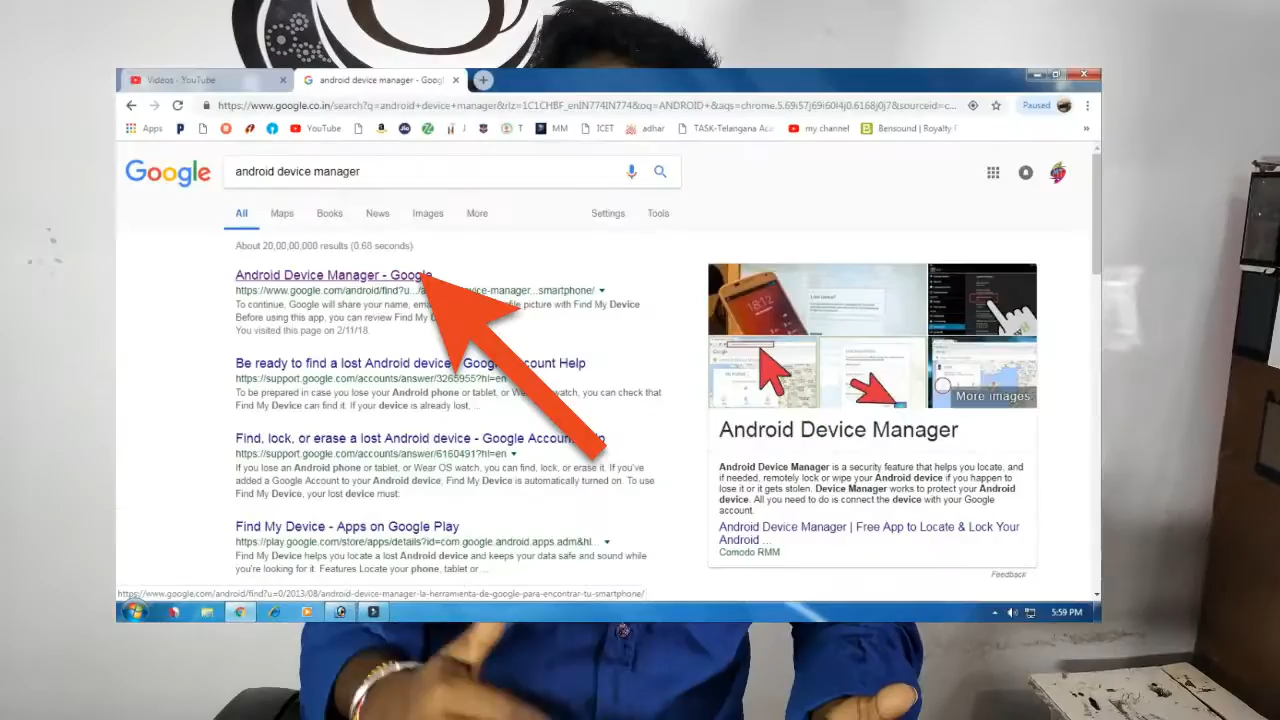 Videos - YouTube
android device manager - Googl
https://www.google.co.in/search?q=android+device+manager&rlz=1C1CHBF_enIN774IN774&oq=ANDROID+&aqs=chrome.5.69i57j69i60l4j0.6168j0j7&sourceid=c...
Paused
Apps
YouTube
T
MM
ICET
adhar
TASK-Telangana Aca
my channel
Bensound | Royalty F
»
Google
android device manager
All Maps Books News Images More Settings Tools
About 20,00,00,000 results (0.68 seconds)
Android Device Manager - Google
https://www.google.com/android/find?u.../a...vice-manager...smartphone/
To continue, Google will share your name, ema file picture with Find My Device
Before using this app, you can review Find My D
You visited this page on 2/11/18.
Be ready to find a lost Android device - Goog ount Help
https://support.google.com/accounts/answer/3265955?hl=en
To be prepared in case you lose your Android phone or tablet, or Wear watch, you can check that
Find My Device can find it. If your device is already lost, ...
Find, lock, or erase a lost Android device - Google Accoun lp
https://support.google.com/accounts/answer/6160491?hl=en
If you lose an Android phone or tablet, or Wear OS watch, you can find, lock, or erase it. If you've
added a Google Account to your Android device, Find My Device is automatically turned on. To use
Find My Device, your lost device must:
Find My Device - Apps on Google Play
https://play.google.com/store/apps/details?id=com.google.android.apps.adm&hl...
Find My Device helps you locate a lost Android device and keeps your data safe and sound while
you're looking for it. Features Locate your phone, tablet or ...
18:12
More images
Android Device Manager
Android Device Manager is a security feature that helps you locate, and
if needed, remotely lock or wipe your Android device if you happen to
lose it or it gets stolen. Device Manager works to protect your Android
device. All you need to do is connect the device with your Google
account.
Android Device Manager | Free App to Locate & Lock Your
Android ...
Comodo RMM
Feedback
https://www.google.com/android/find?u=0/2013/08/android-device-manager-la-herramienta-de-google-para-encontrar-tu-smartphone/
5:59 PM